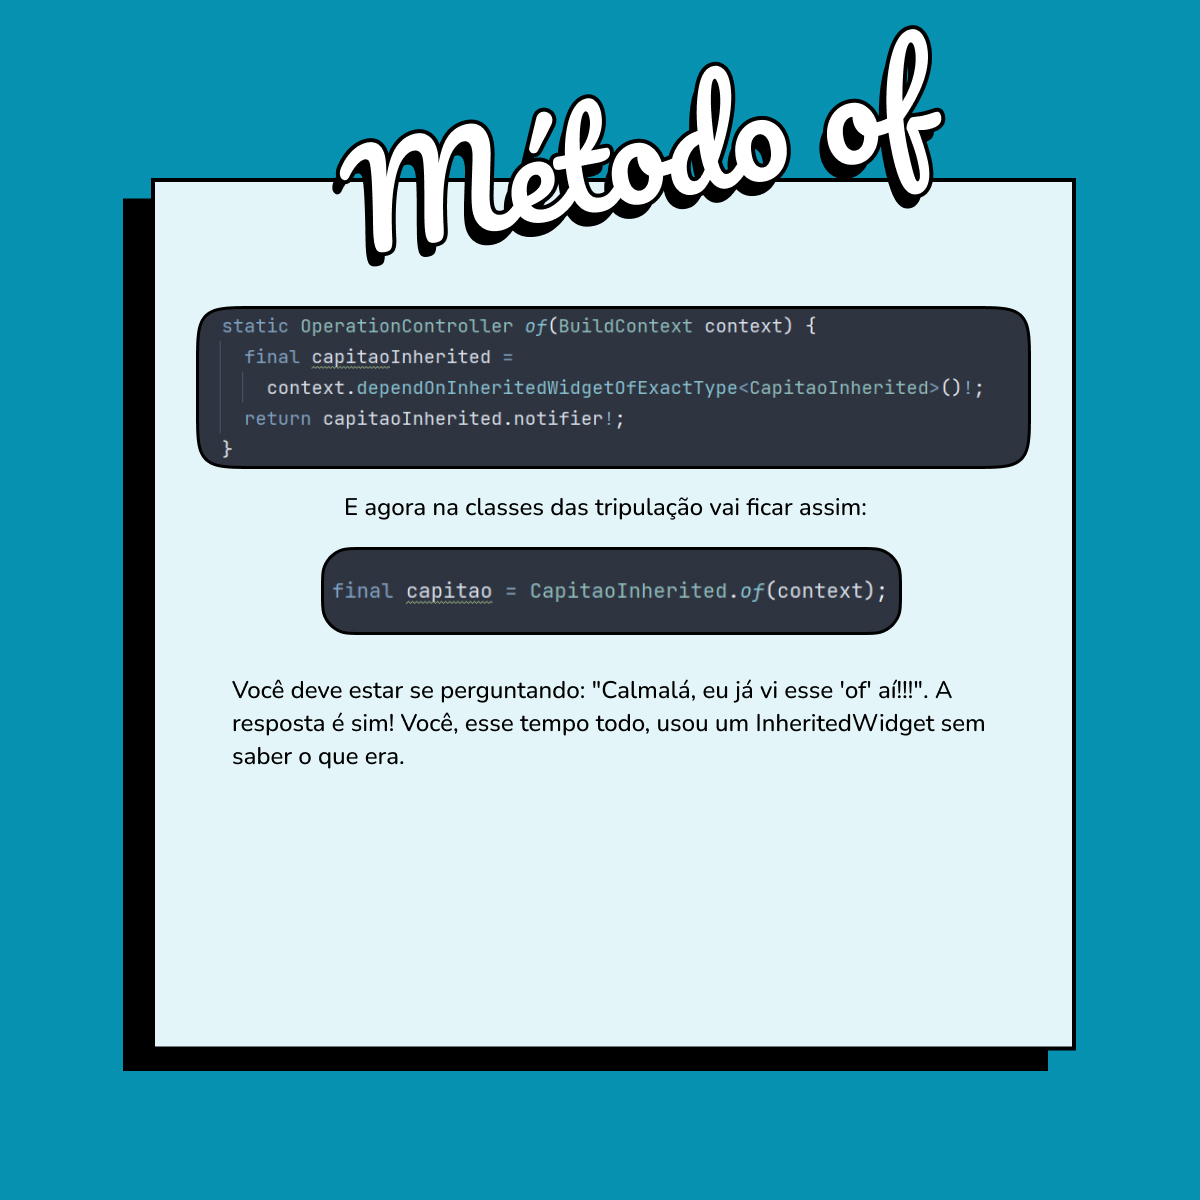 Método of
static OperationController of(BuildContext context) {
final capitaoInherited =
context.dependOnInheritedWidgetOfExactType<CapitaoInherited>()!;
return capitaoInherited.notifier!;
}
E agora na classes das tripulação vai ficar assim:
final capitao = CapitaoInherited.of(context);
Você deve estar se perguntando: "Calmalá, eu já vi esse 'of' aí!!!". A
resposta é sim! Você, esse tempo todo, usou um InheritedWidget sem
saber o que era.